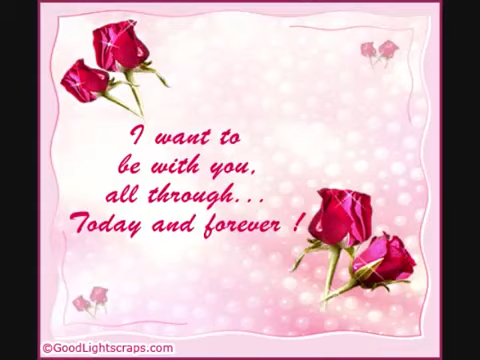 I want to
be with you,
all through...
Today and forever !
©GoodLightscraps.com